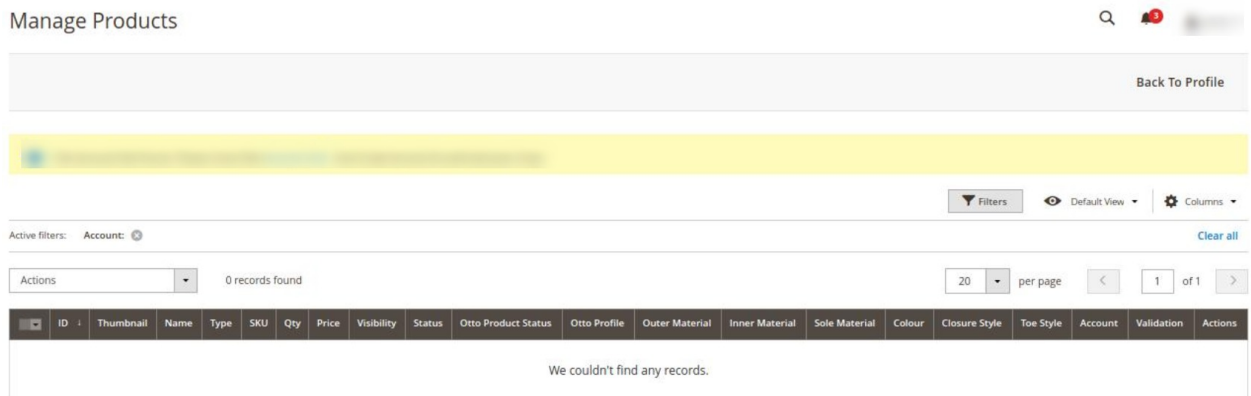 Manage Products
3
Back To Profile
Filters Default View Columns
Active filters: Account: Clear all
Actions 0 records found 20 per page 1 of 1
ID Thumbnail Name Type SKU Qty Price Visibility Status Otto Product Status Otto Profile Outer Material Inner Material Sole Material Colour Closure Style Toe Style Account Validation Actions
We couldn't find any records.